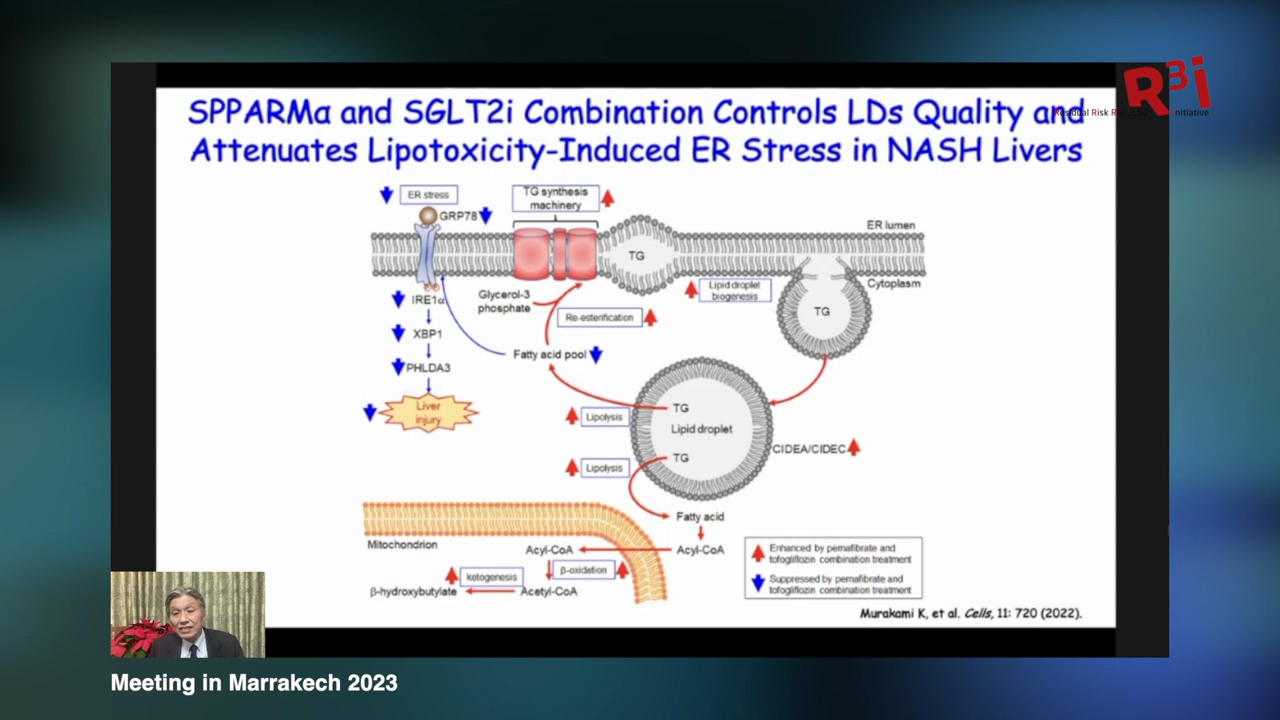 R³i
Residual Risk
nitiative
SPPARMα and SGLT2i Combination Controls LDs Quality and
Attenuates Lipotoxicity-Induced ER Stress in NASH Livers
ER stress
TG synthesis
machinery
GRP78
ER lumen
TG
Cytoplasm
Lipid droplet
biogenesis
Glycerol-3
phosphate
IRE1α
TG
Re-esterification
XBP1
Fatty acid pool
PHLDA3
Liver
injury
Lipolysis
TG
Lipid droplet
CIDEA/CIDEC
TG
Lipolysis
Fatty acid
Mitochondrion
Acyl-CoA
Acyl-CoA
β-oxidation
ketogenesis
β-hydroxybutylate
Acetyl-CoA
Enhanced by pemafibrate and
tofogliflozin combination treatment
Suppressed by pemafibrate and
tofogliflozin combination treatment
Murakami K, et al. Cells, 11: 720 (2022).
Meeting in Marrakech 2023